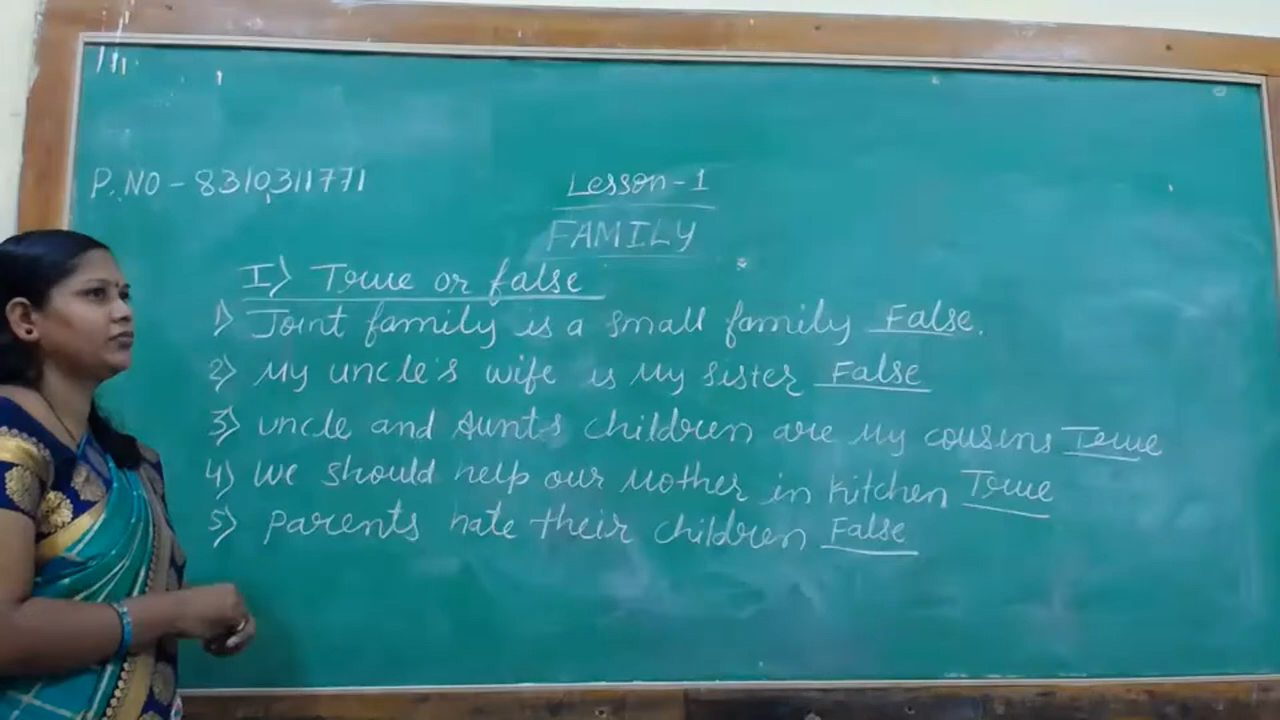 P.NO - 8310311771
Lesson-1
FAMILY
I) True or false
1) Joint family is a small family False.
2) My uncle's wife is My sister False
3) uncle and Aunts children are My cousins True
4) We should help our Mother in kitchen True
5) parents hate their children False